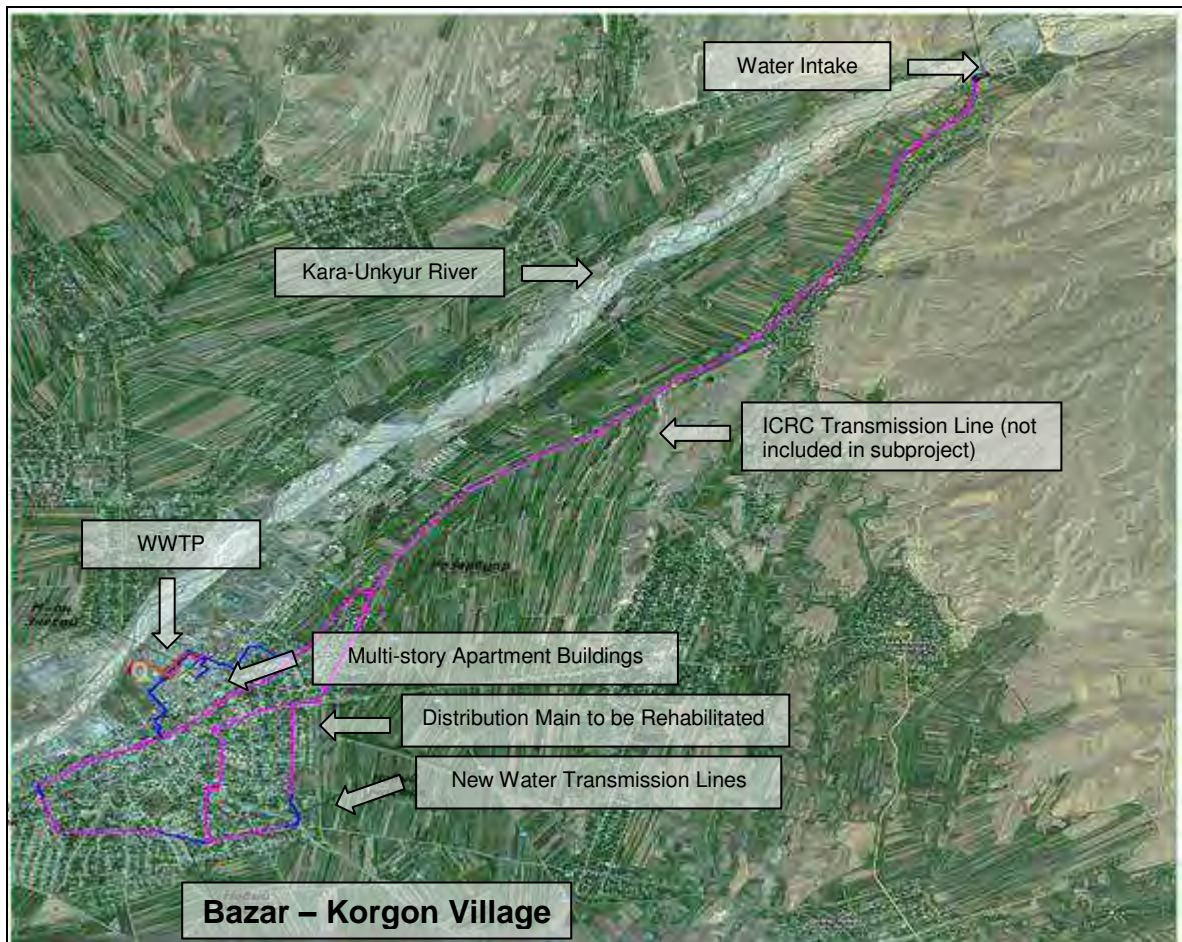 Water Intake
Kara-Unkyur River
ICRC Transmission Line (not
included in subproject)
WWTP
Multi-story Apartment Buildings
Distribution Main to be Rehabilitated
New Water Transmission Lines
Bazar – Korgon Village